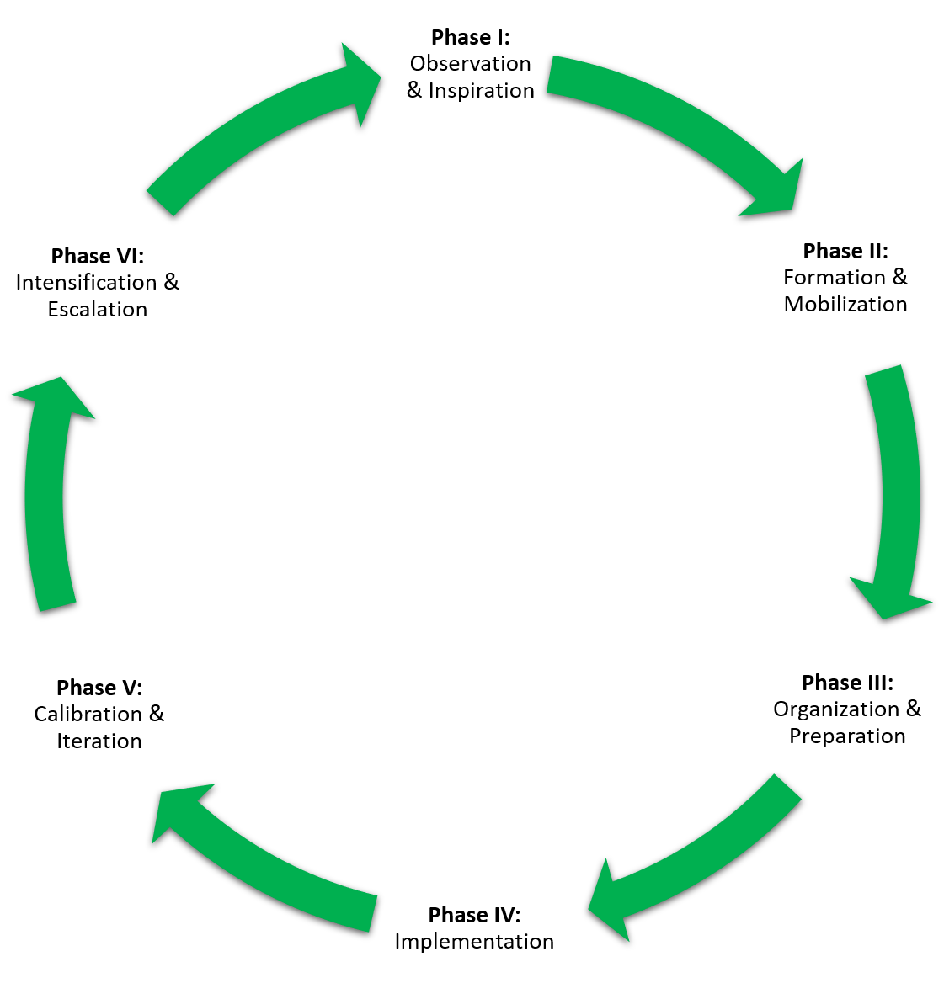 Phase I:
Observation
& Inspiration
Phase II:
Formation &
Mobilization
Phase III:
Organization &
Preparation
Phase IV:
Implementation
Phase V:
Calibration &
Iteration
Phase VI:
Intensification &
Escalation